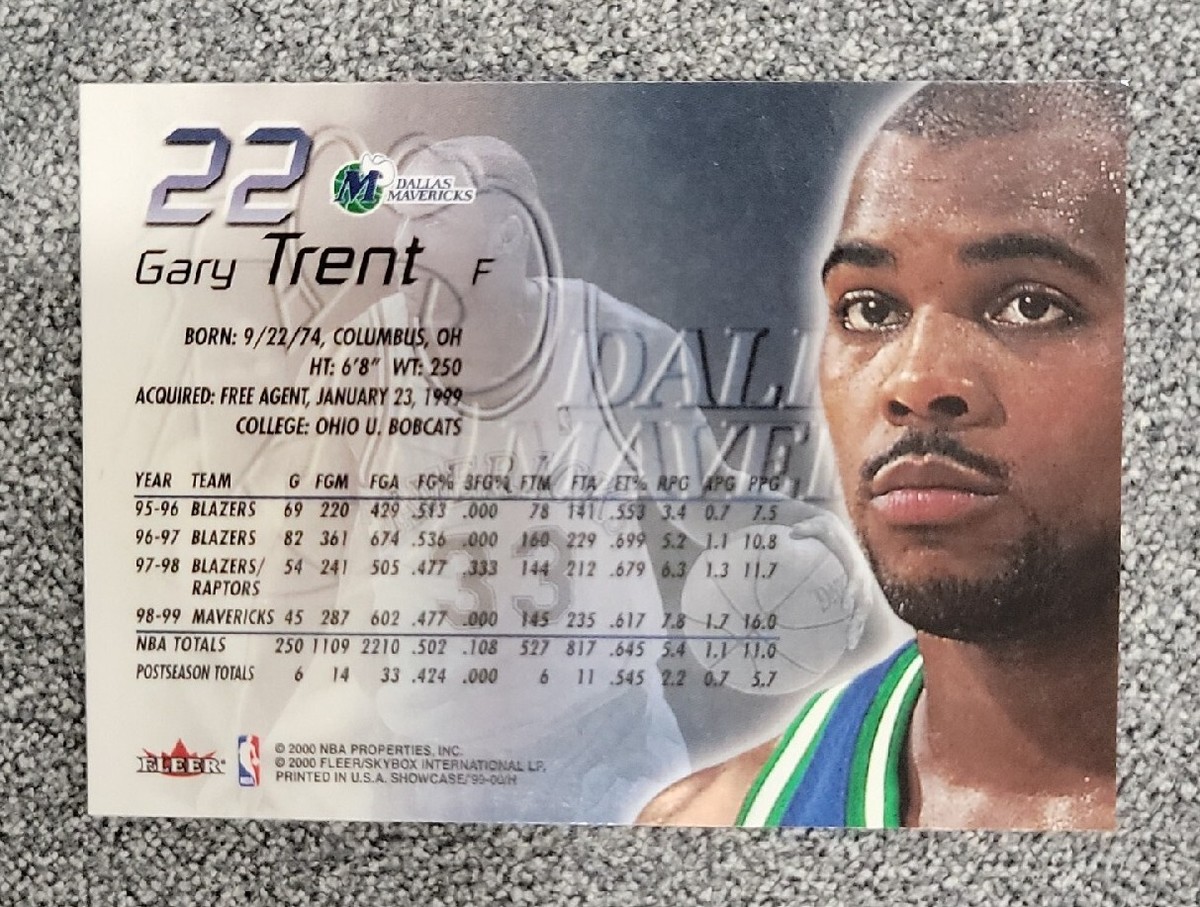 22
DALLAS
MAVERICKS
Gary Trent F
BORN: 9/22/74, COLUMBUS, OH
HT: 6'8" WT: 250
ACQUIRED: FREE AGENT, JANUARY 23, 1999
COLLEGE: OHIO U. BOBCATS
DALL
MAVE
YEAR TEAM G FGM FGA FG% 3FG% FTM FTA FT% RPG APG PPG
95-96 BLAZERS 69 220 429 .513 .000 78 141 .553 3.4 0.7 7.5
96-97 BLAZERS 82 361 674 .536 .000 160 229 .699 5.2 1.1 10.8
97-98 BLAZERS/ 54 241 505 .477 .333 144 212 .679 6.3 1.3 11.7
RAPTORS
98-99 MAVERICKS 45 287 602 .477 .000 145 235 .617 7.8 1.7 16.0
NBA TOTALS 250 1109 2210 .502 .108 527 817 .645 5.4 1.1 11.0
POSTSEASON TOTALS 6 14 33 .424 .000 6 11 .545 2.2 0.7 5.7
33
FLEER®
© 2000 NBA PROPERTIES, INC.
© 2000 FLEER/SKYBOX INTERNATIONAL LP.
PRINTED IN U.S.A. SHOWCASE/'99-00/H